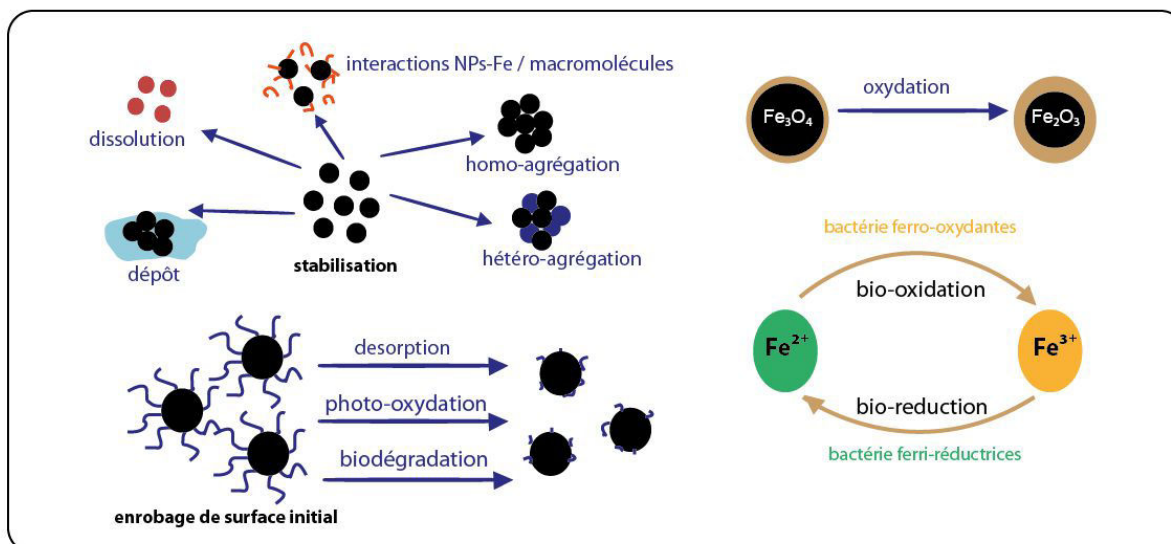 interactions NPs-Fe / macromolécules
dissolution
homo-agrégation
dépôt
stabilisation
hétéro-agrégation
desorption
photo-oxydation
biodégradation
enrobage de surface initial
Fe₃O₄
oxydation
Fe₂O₃
bactérie ferro-oxydantes
bio-oxidation
Fe²⁺
Fe³⁺
bio-reduction
bactérie ferri-réductrices